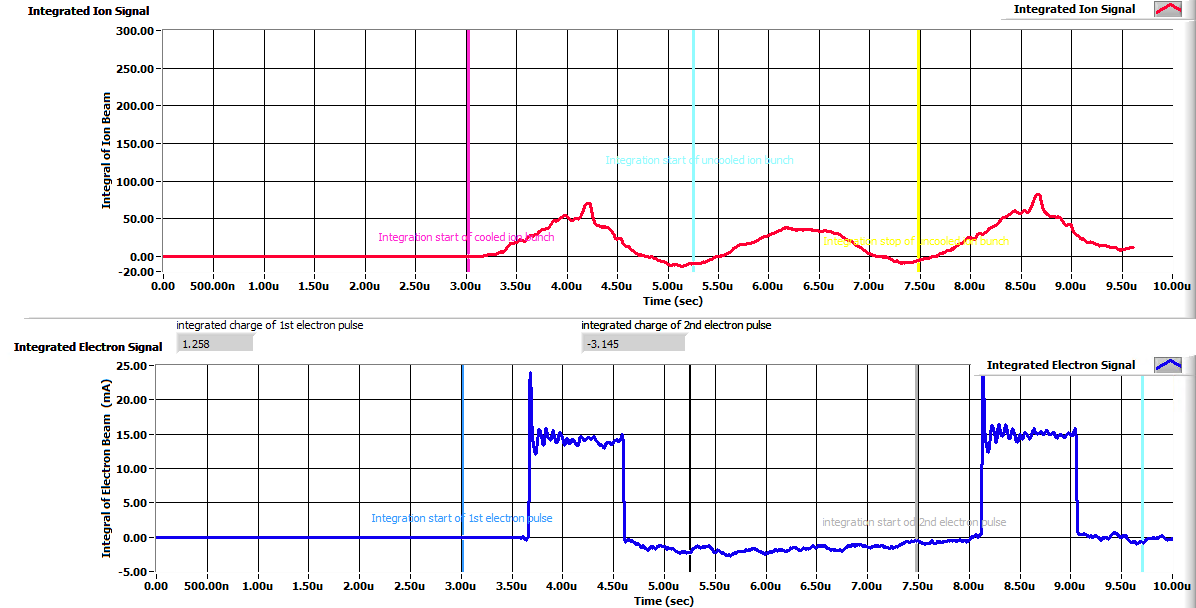 Integrated Ion Signal
Integrated Ion Signal
300.00
250.00
200.00
150.00
100.00
50.00
0.00
-20.00
Integral of Ion Beam
Integration start of uncooled ion bunch
Integration start of cooled ion bunch
Integration stop of uncooled ion bunch
0.00 500.00u 1.00u 1.50u 2.00u 2.50u 3.00u 3.50u 4.00u 4.50u 5.00u 5.50u 6.00u 6.50u 7.00u 7.50u 8.00u 8.50u 9.00u 9.50u 10.00u
Time (sec)
integrated charge of 1st electron pulse
1.258
integrated charge of 2nd electron pulse
-3.145
Integrated Electron Signal
Integrated Electron Signal
25.00
20.00
15.00
10.00
5.00
0.00
-5.00
Integral of Electron Beam (mA)
Integration start of 1st electron pulse
integration start od 2nd electron pulse
0.00 500.00u 1.00u 1.50u 2.00u 2.50u 3.00u 3.50u 4.00u 4.50u 5.00u 5.50u 6.00u 6.50u 7.00u 7.50u 8.00u 8.50u 9.00u 9.50u 10.00u
Time (sec)